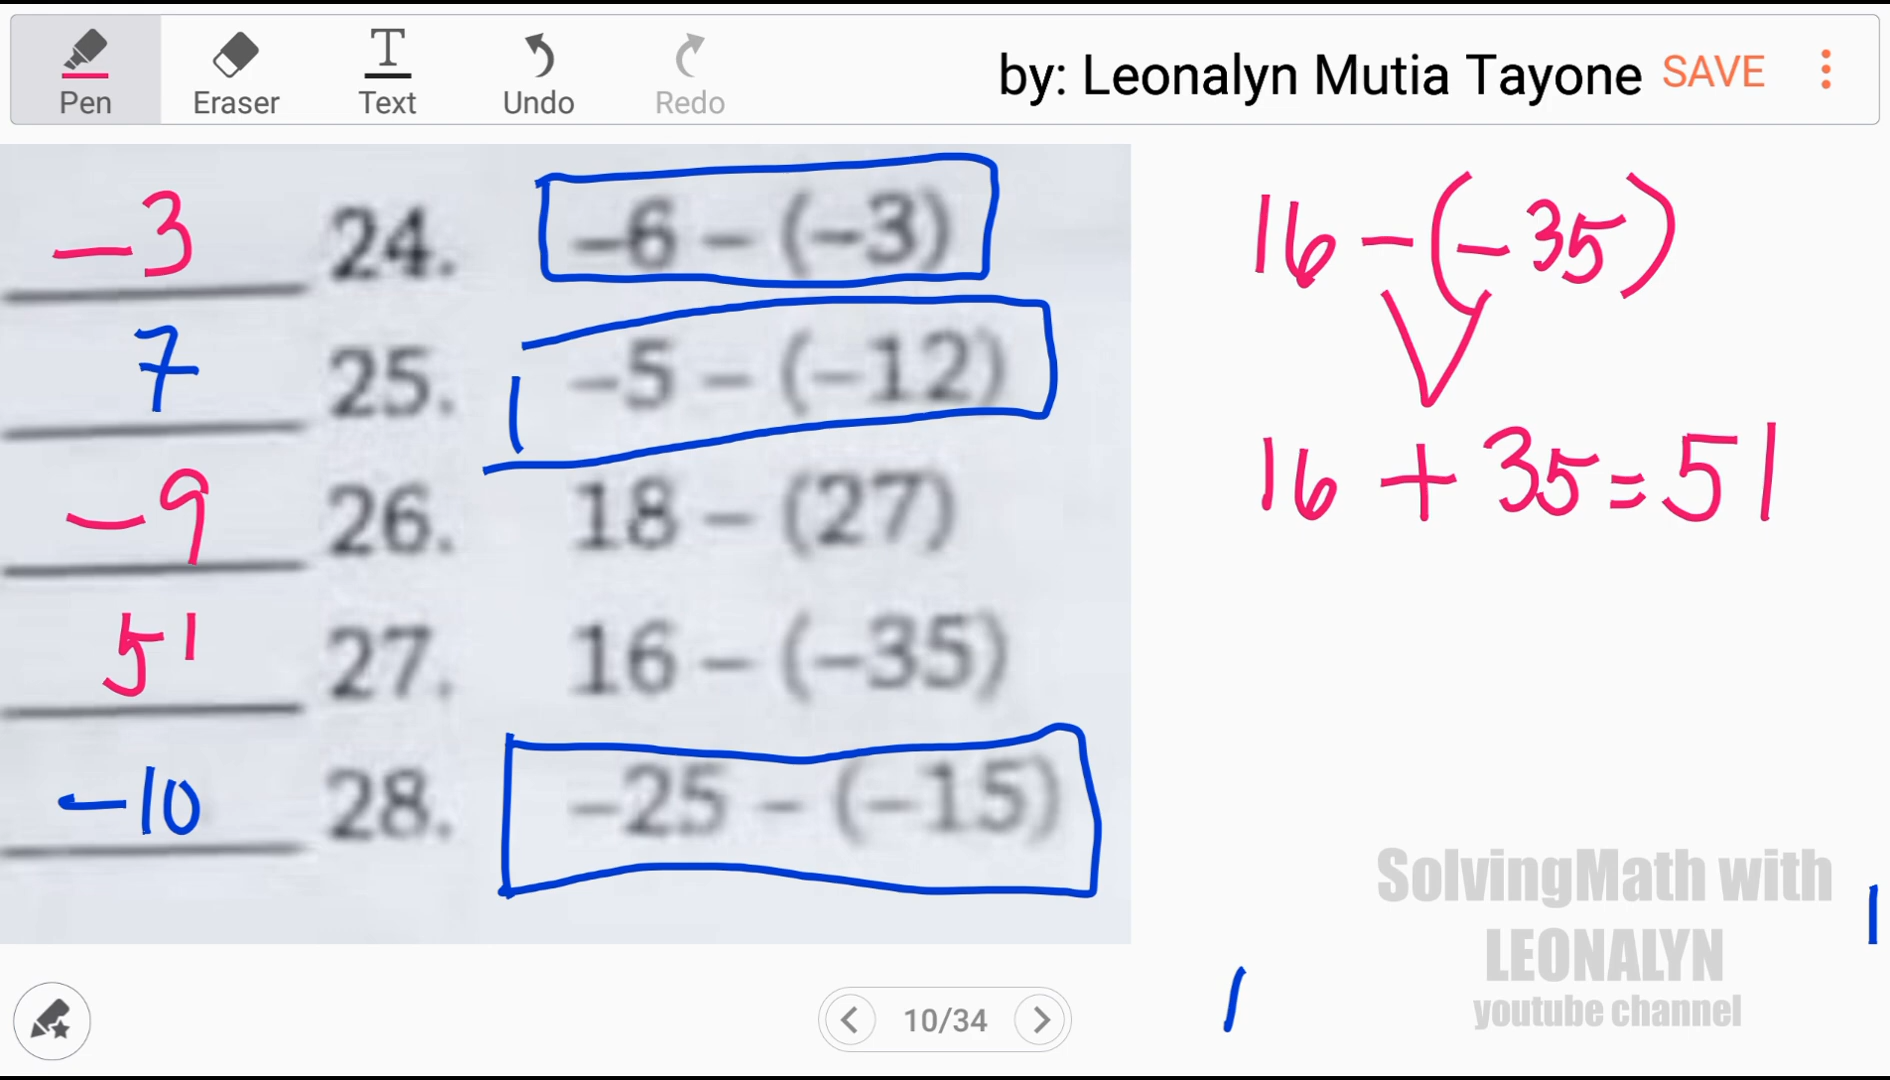 Pen Eraser Text Undo Redo by: Leonalyn Mutia Tayone SAVE
-3 24. -6 - (-3)
7 25. -5 - (-12)
-9 26. 18 - (27)
51 27. 16 - (-35)
-10 28. -25 - (-15)
16 - (-35)
16 + 35 = 51
SolvingMath with
LEONALYN
youtube channel
10/34